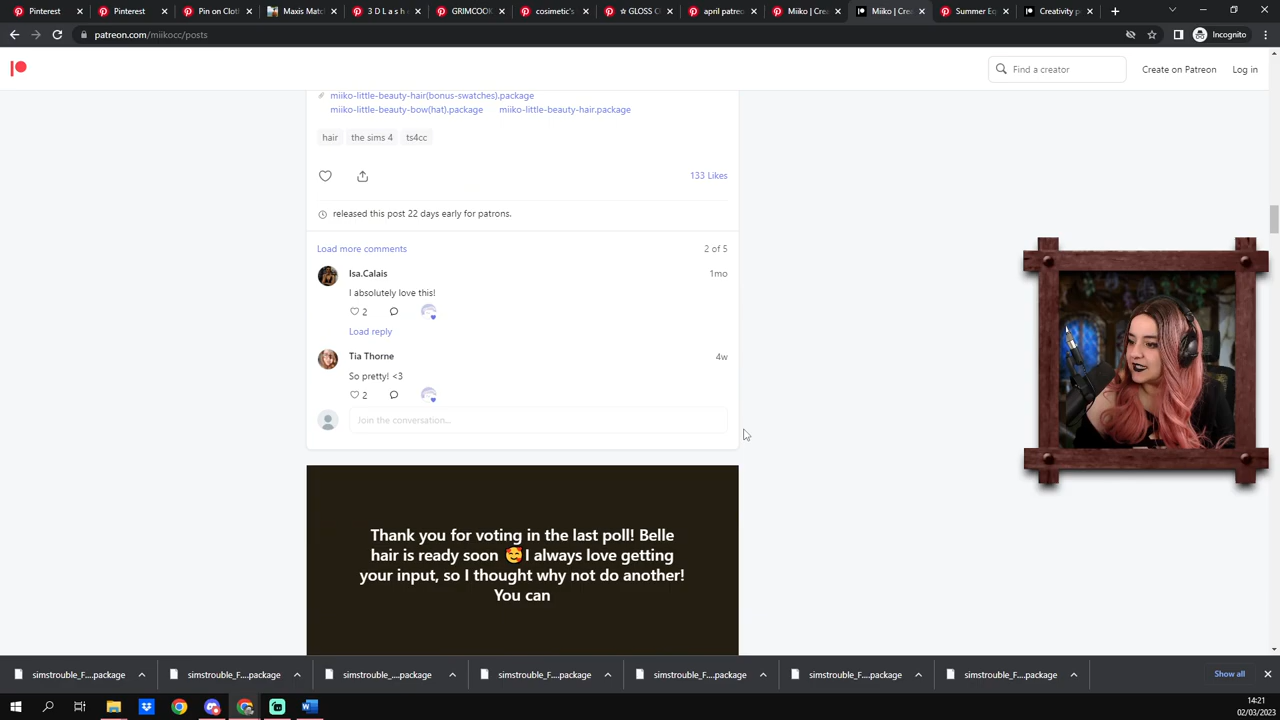 Pinterest
Pinterest
Pin on Clot
Maxis Match
3 D L a s h e
GRIMCOOK
cosmetic's
☆ GLOSS C
april patreo
Miiko | Crea
Miiko | Crea
Summer Eq
Creativity p
patreon.com/miikocc/posts
Incognito
Find a creator
Create on Patreon
Log in
miiko-little-beauty-hair(bonus-swatches).package
miiko-little-beauty-bow(hat).package miiko-little-beauty-hair.package
hair the sims 4 ts4cc
133 Likes
released this post 22 days early for patrons.
Load more comments
2 of 5
Isa.Calais
1mo
I absolutely love this!
2
Load reply
Tia Thorne
4w
So pretty! <3
2
Join the conversation...
Thank you for voting in the last poll! Belle
hair is ready soon 🥰 I always love getting
your input, so I thought why not do another!
You can
simstrouble_F....package
simstrouble_F....package
simstrouble_....package
simstrouble_F....package
simstrouble_F....package
simstrouble_F....package
simstrouble_F....package
Show all
14:21
02/03/2023